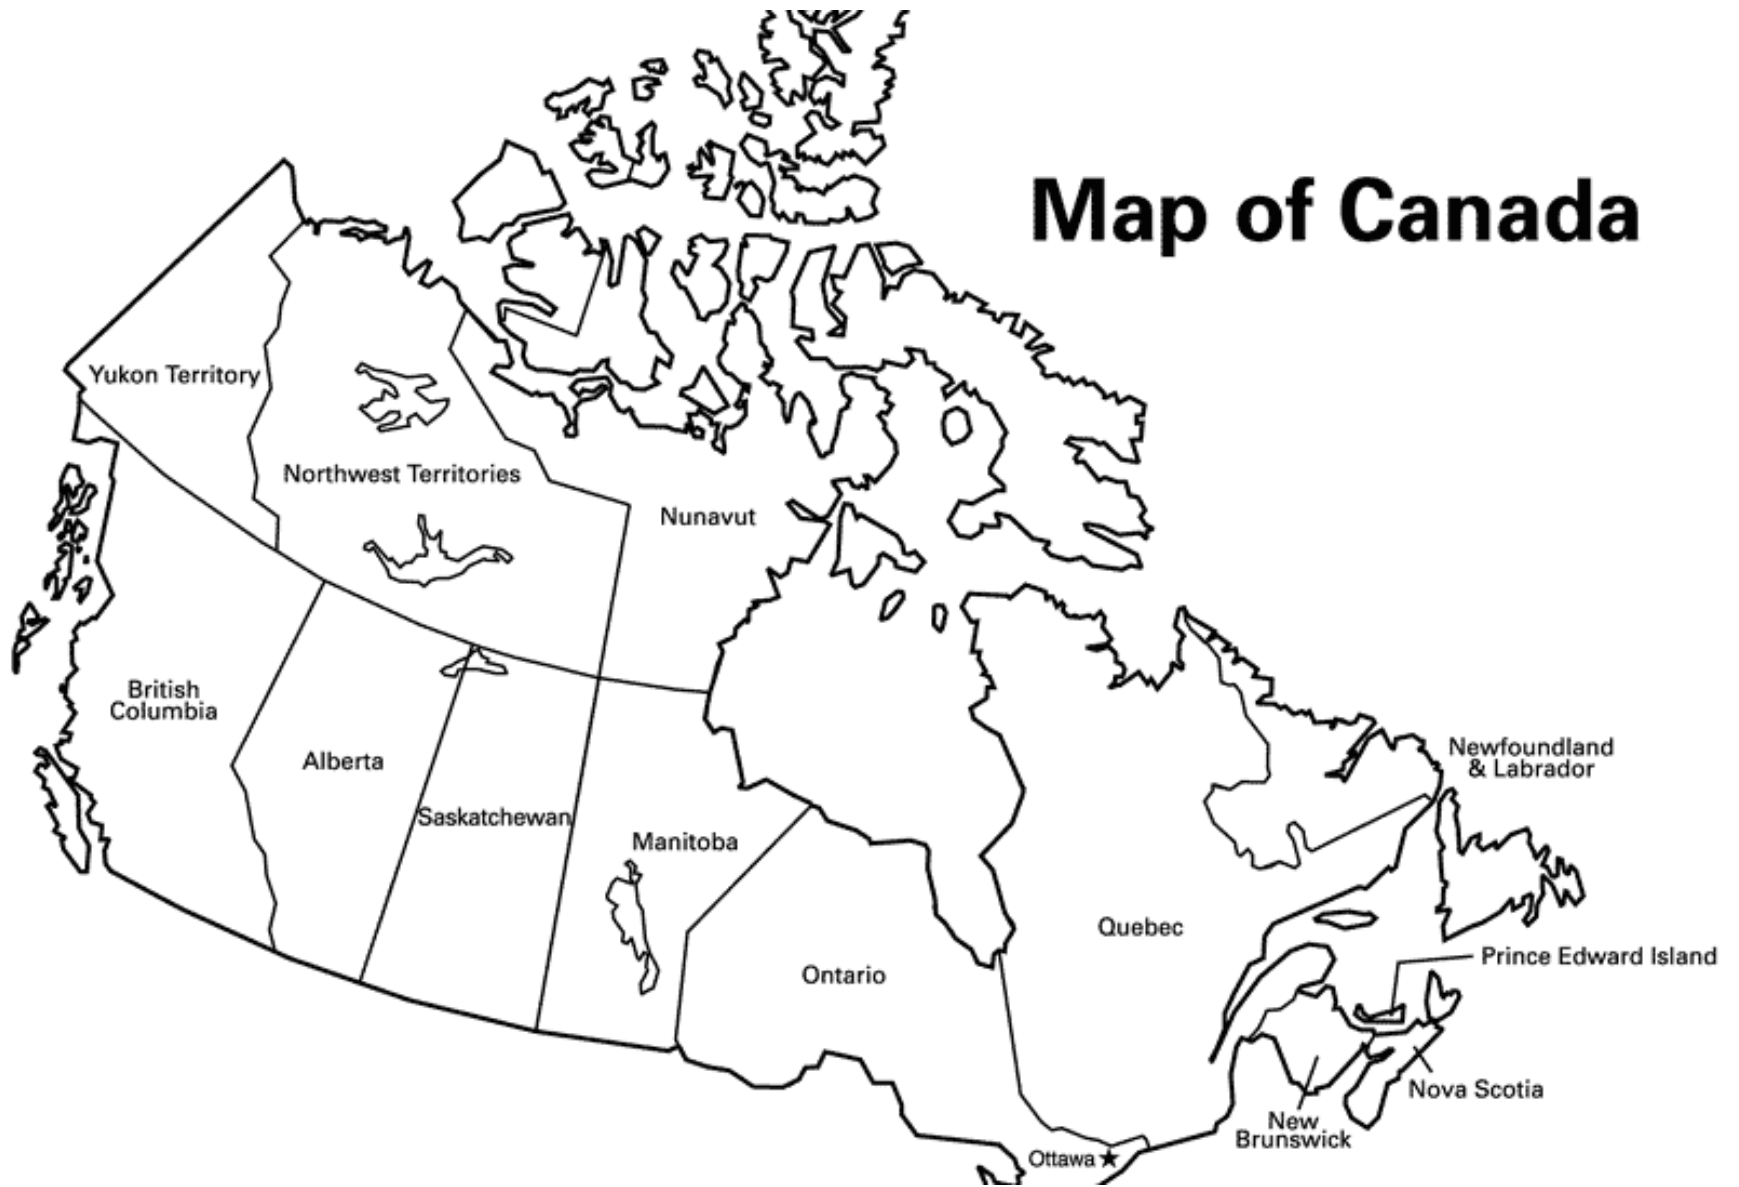 Map of Canada
Yukon Territory
Northwest Territories
Nunavut
British
Columbia
Alberta
Saskatchewan
Manitoba
Ontario
Quebec
Newfoundland
& Labrador
Prince Edward Island
Nova Scotia
New
Brunswick
Ottawa